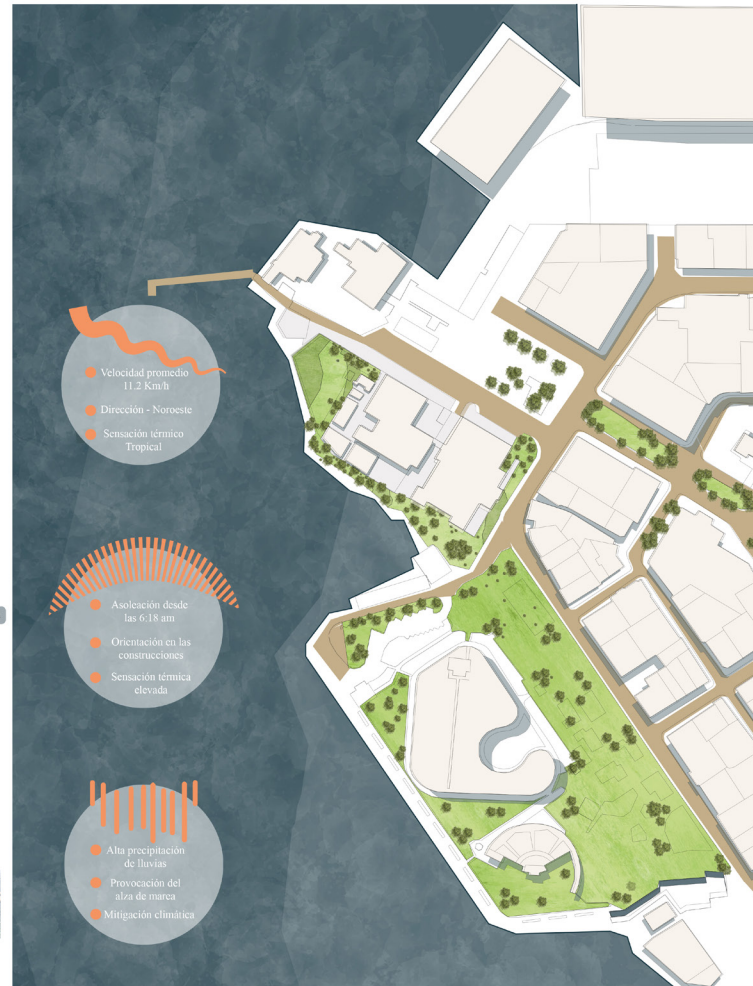 Velocidad promedio
11.2 Km/h
Dirección - Noroeste
Sensación térmico
Tropical
Asoleación desde
las 6:18 am
Orientación en las
construcciones
Sensación térmica
elevada
Alta precipitación
de lluvias
Provocación del
alza de marea
Mitigación climática